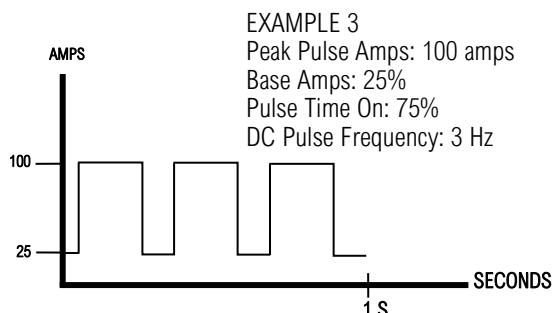 EXAMPLE 3
Peak Pulse Amps: 100 amps
Base Amps: 25%
Pulse Time On: 75%
DC Pulse Frequency: 3 Hz
AMPS
100
25
SECONDS
1 S